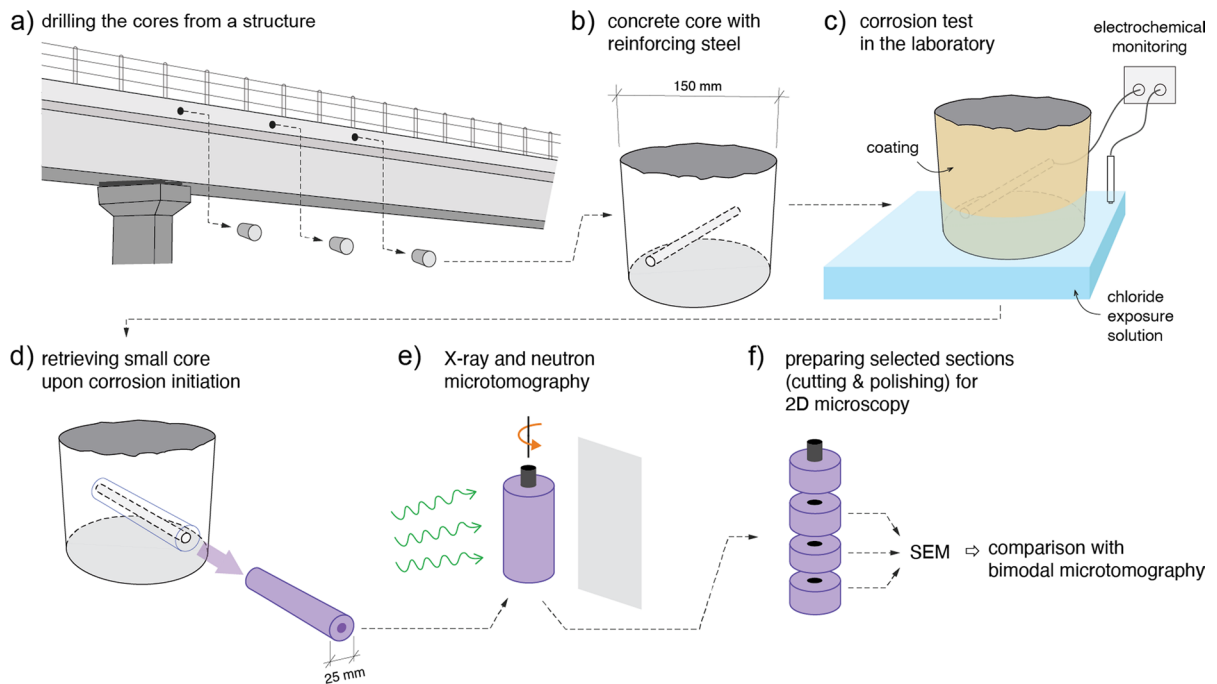 a) drilling the cores from a structure
b) concrete core with
reinforcing steel
150 mm
c) corrosion test
in the laboratory
electrochemical
monitoring
coating
chloride
exposure
solution
d) retrieving small core
upon corrosion initiation
25 mm
e) X-ray and neutron
microtomography
f) preparing selected sections
(cutting & polishing) for
2D microscopy
SEM ⇨ comparison with
bimodal microtomography